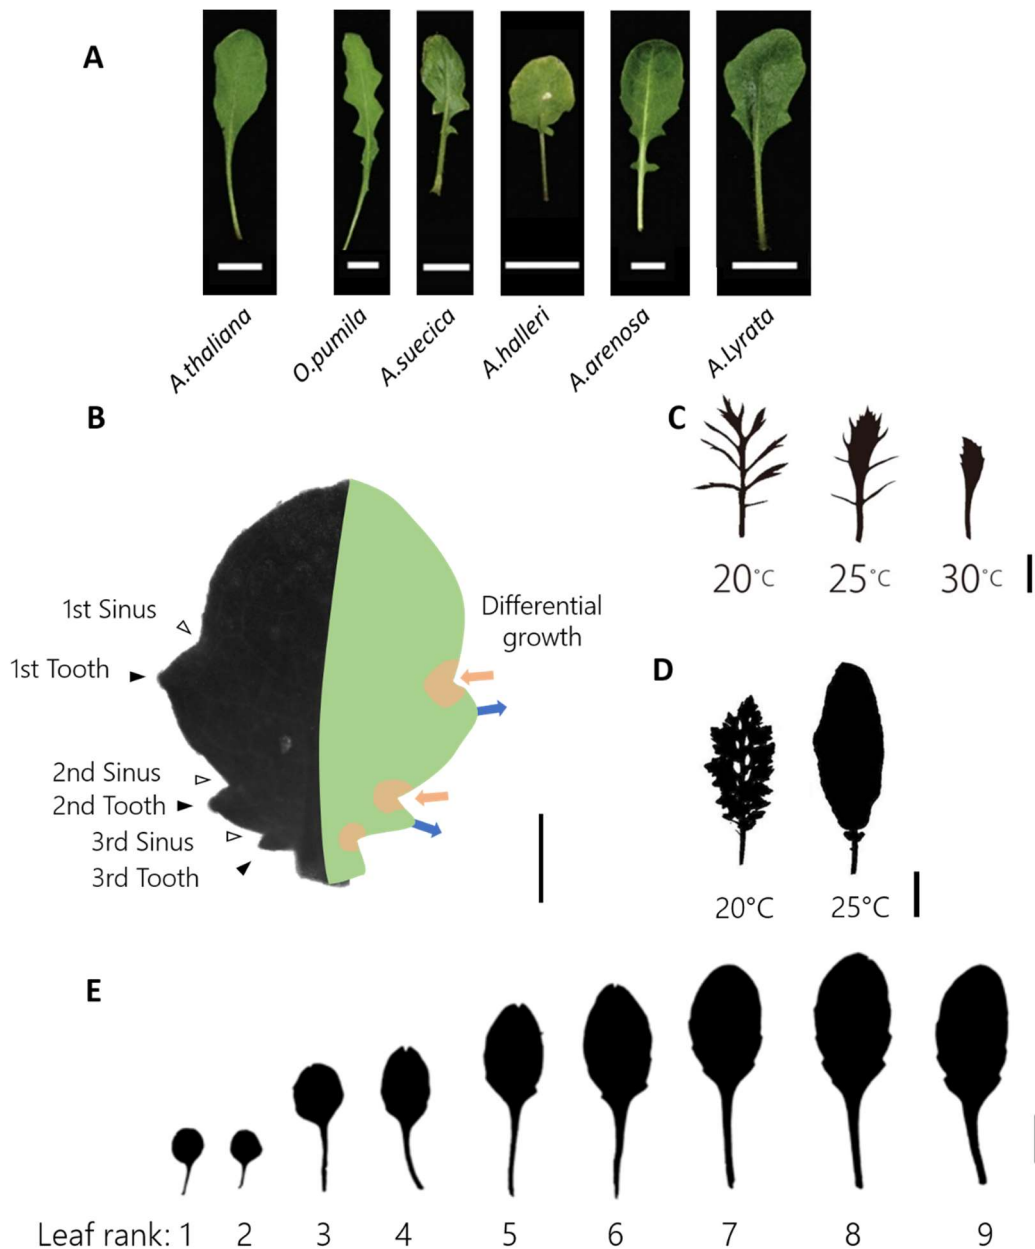 A
A.thaliana
O.pumila
A.suecica
A.halleri
A.arenosa
A.Lyrata
B
1st Sinus
1st Tooth
2nd Sinus
2nd Tooth
3rd Sinus
3rd Tooth
Differential
growth
C
20°C
25°C
30°C
D
20°C
25°C
E
Leaf rank: 1 2 3 4 5 6 7 8 9